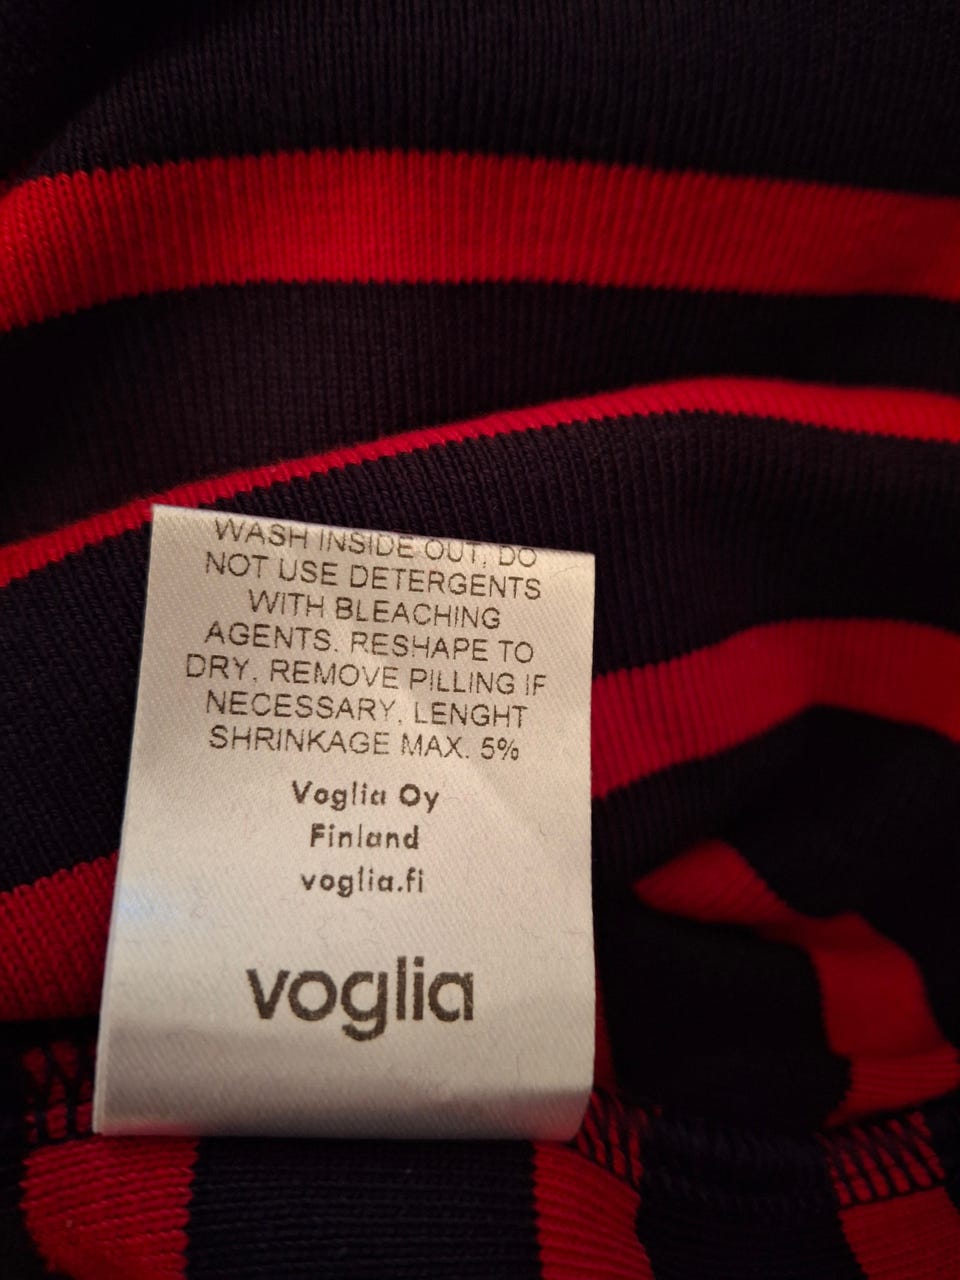 WASH INSIDE OUT, DO
NOT USE DETERGENTS
WITH BLEACHING
AGENTS. RESHAPE TO
DRY. REMOVE PILLING IF
NECESSARY. LENGHT
SHRINKAGE MAX. 5%
Voglia Oy
Finland
voglia.fi
voglia